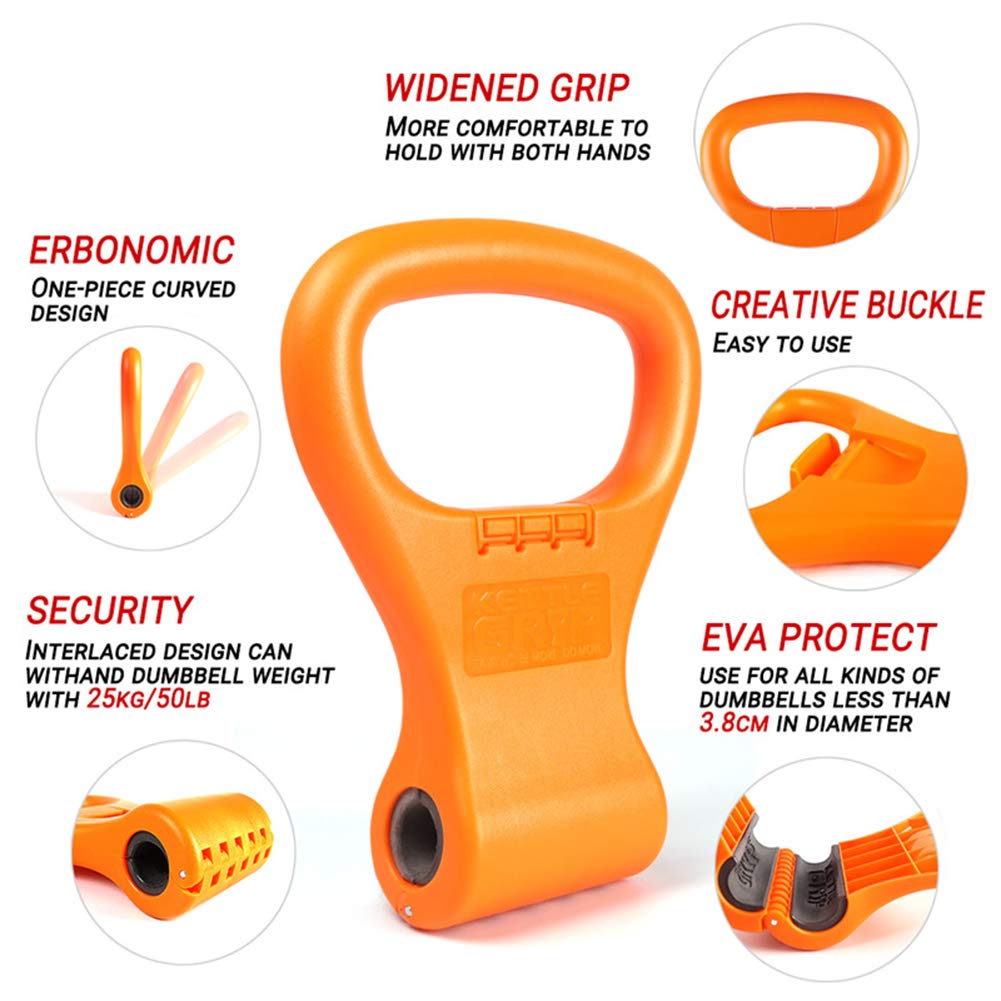 WIDENED GRIP
MORE COMFORTABLE TO
HOLD WITH BOTH HANDS
ERBONOMIC
ONE-PIECE CURVED
DESIGN
CREATIVE BUCKLE
EASY TO USE
KETTLE
GRYP
SECURITY
INTERLACED DESIGN CAN
WITHAND DUMBBELL WEIGHT
WITH 25KG/50LB
EVA PROTECT
USE FOR ALL KINDS OF
DUMBBELLS LESS THAN
3.8CM IN DIAMETER